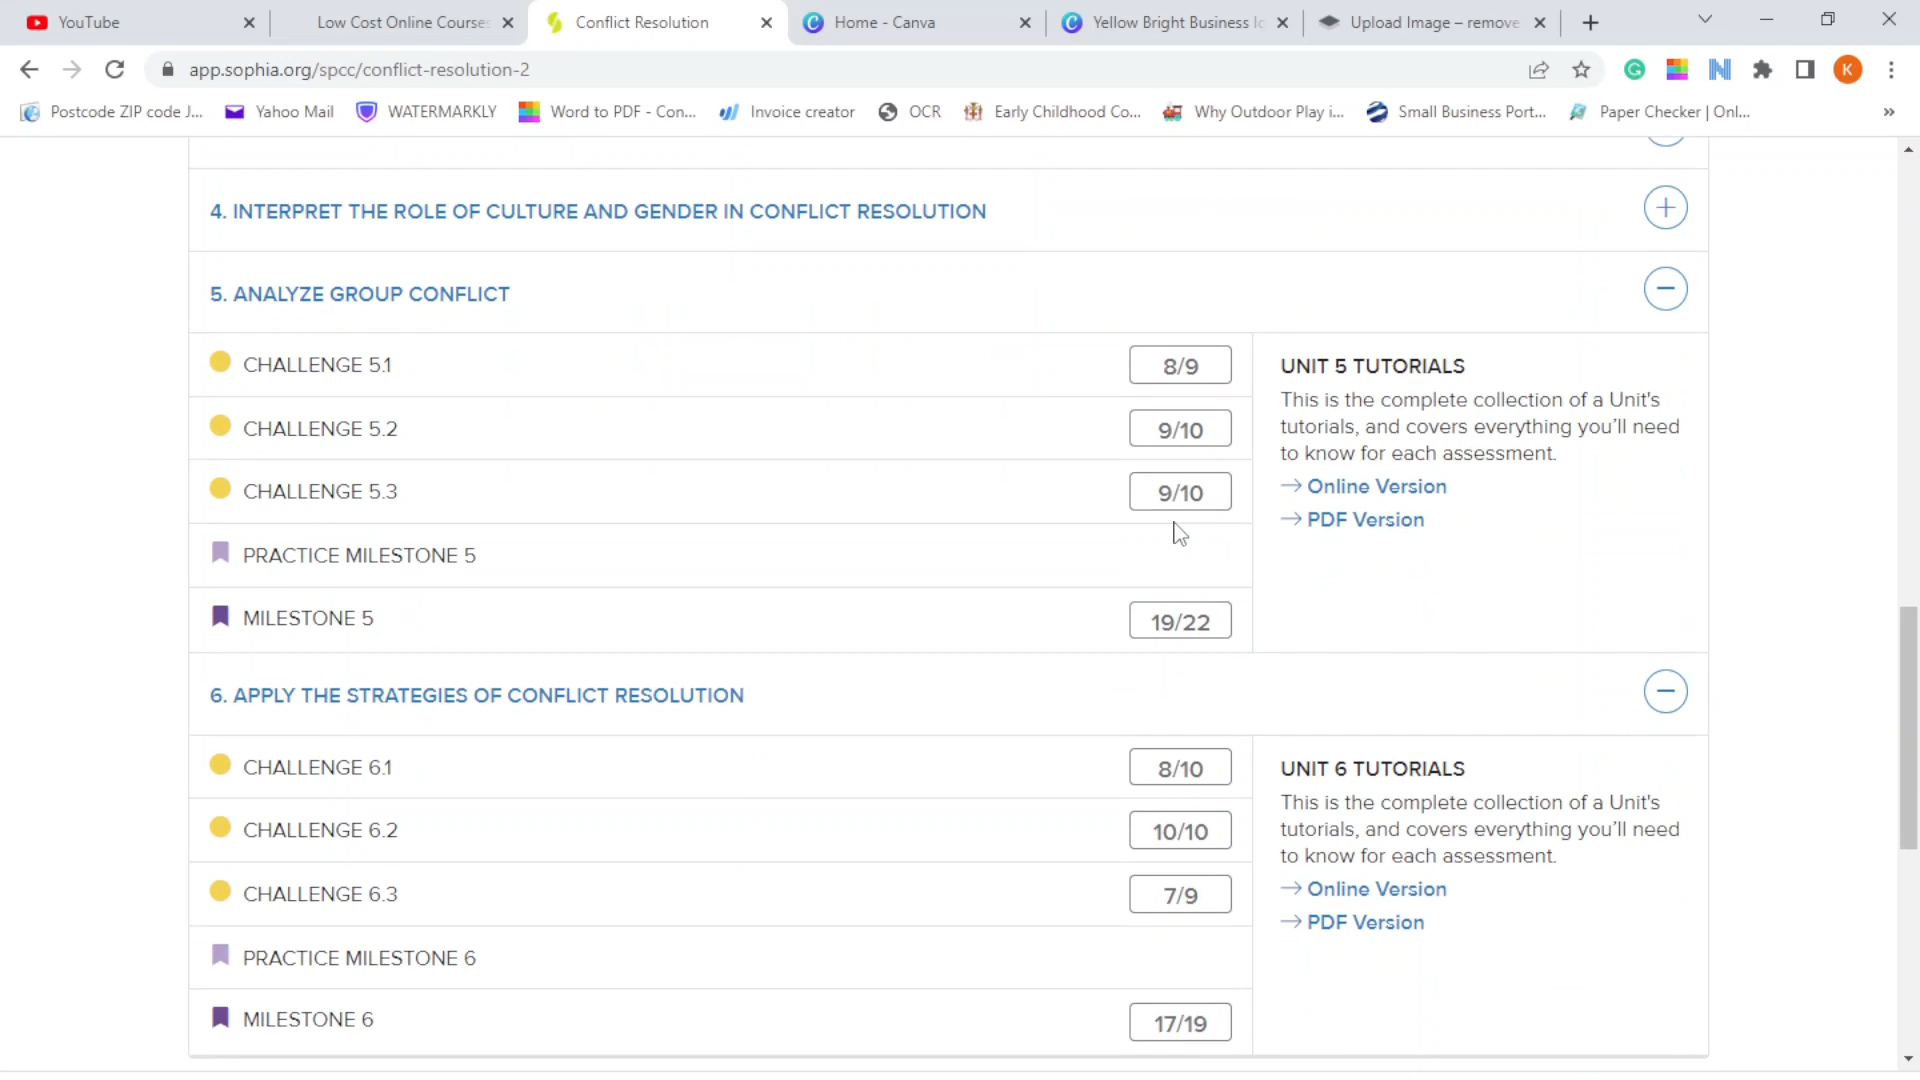 YouTube
Low Cost Online Courses
Conflict Resolution
Home - Canva
Yellow Bright Business Ic
Upload Image – remove
app.sophia.org/spcc/conflict-resolution-2
K
Postcode ZIP code J...
Yahoo Mail
WATERMARKLY
Word to PDF - Con...
Invoice creator
OCR
Early Childhood Co...
Why Outdoor Play i...
Small Business Port...
Paper Checker | Onl...
»
4. INTERPRET THE ROLE OF CULTURE AND GENDER IN CONFLICT RESOLUTION
5. ANALYZE GROUP CONFLICT
CHALLENGE 5.1
8/9
CHALLENGE 5.2
9/10
CHALLENGE 5.3
9/10
PRACTICE MILESTONE 5
MILESTONE 5
19/22
UNIT 5 TUTORIALS
This is the complete collection of a Unit's
tutorials, and covers everything you'll need
to know for each assessment.
→ Online Version
→ PDF Version
6. APPLY THE STRATEGIES OF CONFLICT RESOLUTION
CHALLENGE 6.1
8/10
CHALLENGE 6.2
10/10
CHALLENGE 6.3
7/9
PRACTICE MILESTONE 6
MILESTONE 6
17/19
UNIT 6 TUTORIALS
This is the complete collection of a Unit's
tutorials, and covers everything you'll need
to know for each assessment.
→ Online Version
→ PDF Version